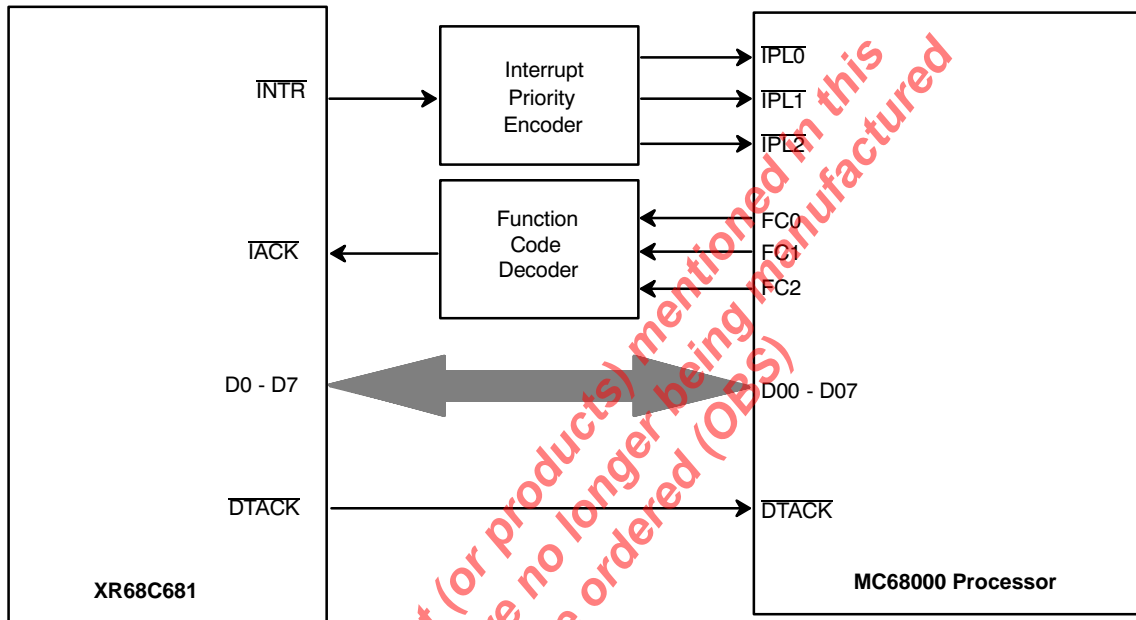 INTR
Interrupt
Priority
Encoder
IPL0
IPL1
IPL2
IACK
Function
Code
Decoder
FC0
FC1
FC2
D0 - D7
D00 - D07
DTACK
DTACK
XR68C681
MC68000 Processor
(or products) mentioned in this
no longer being manufactured
ordered (OBS)